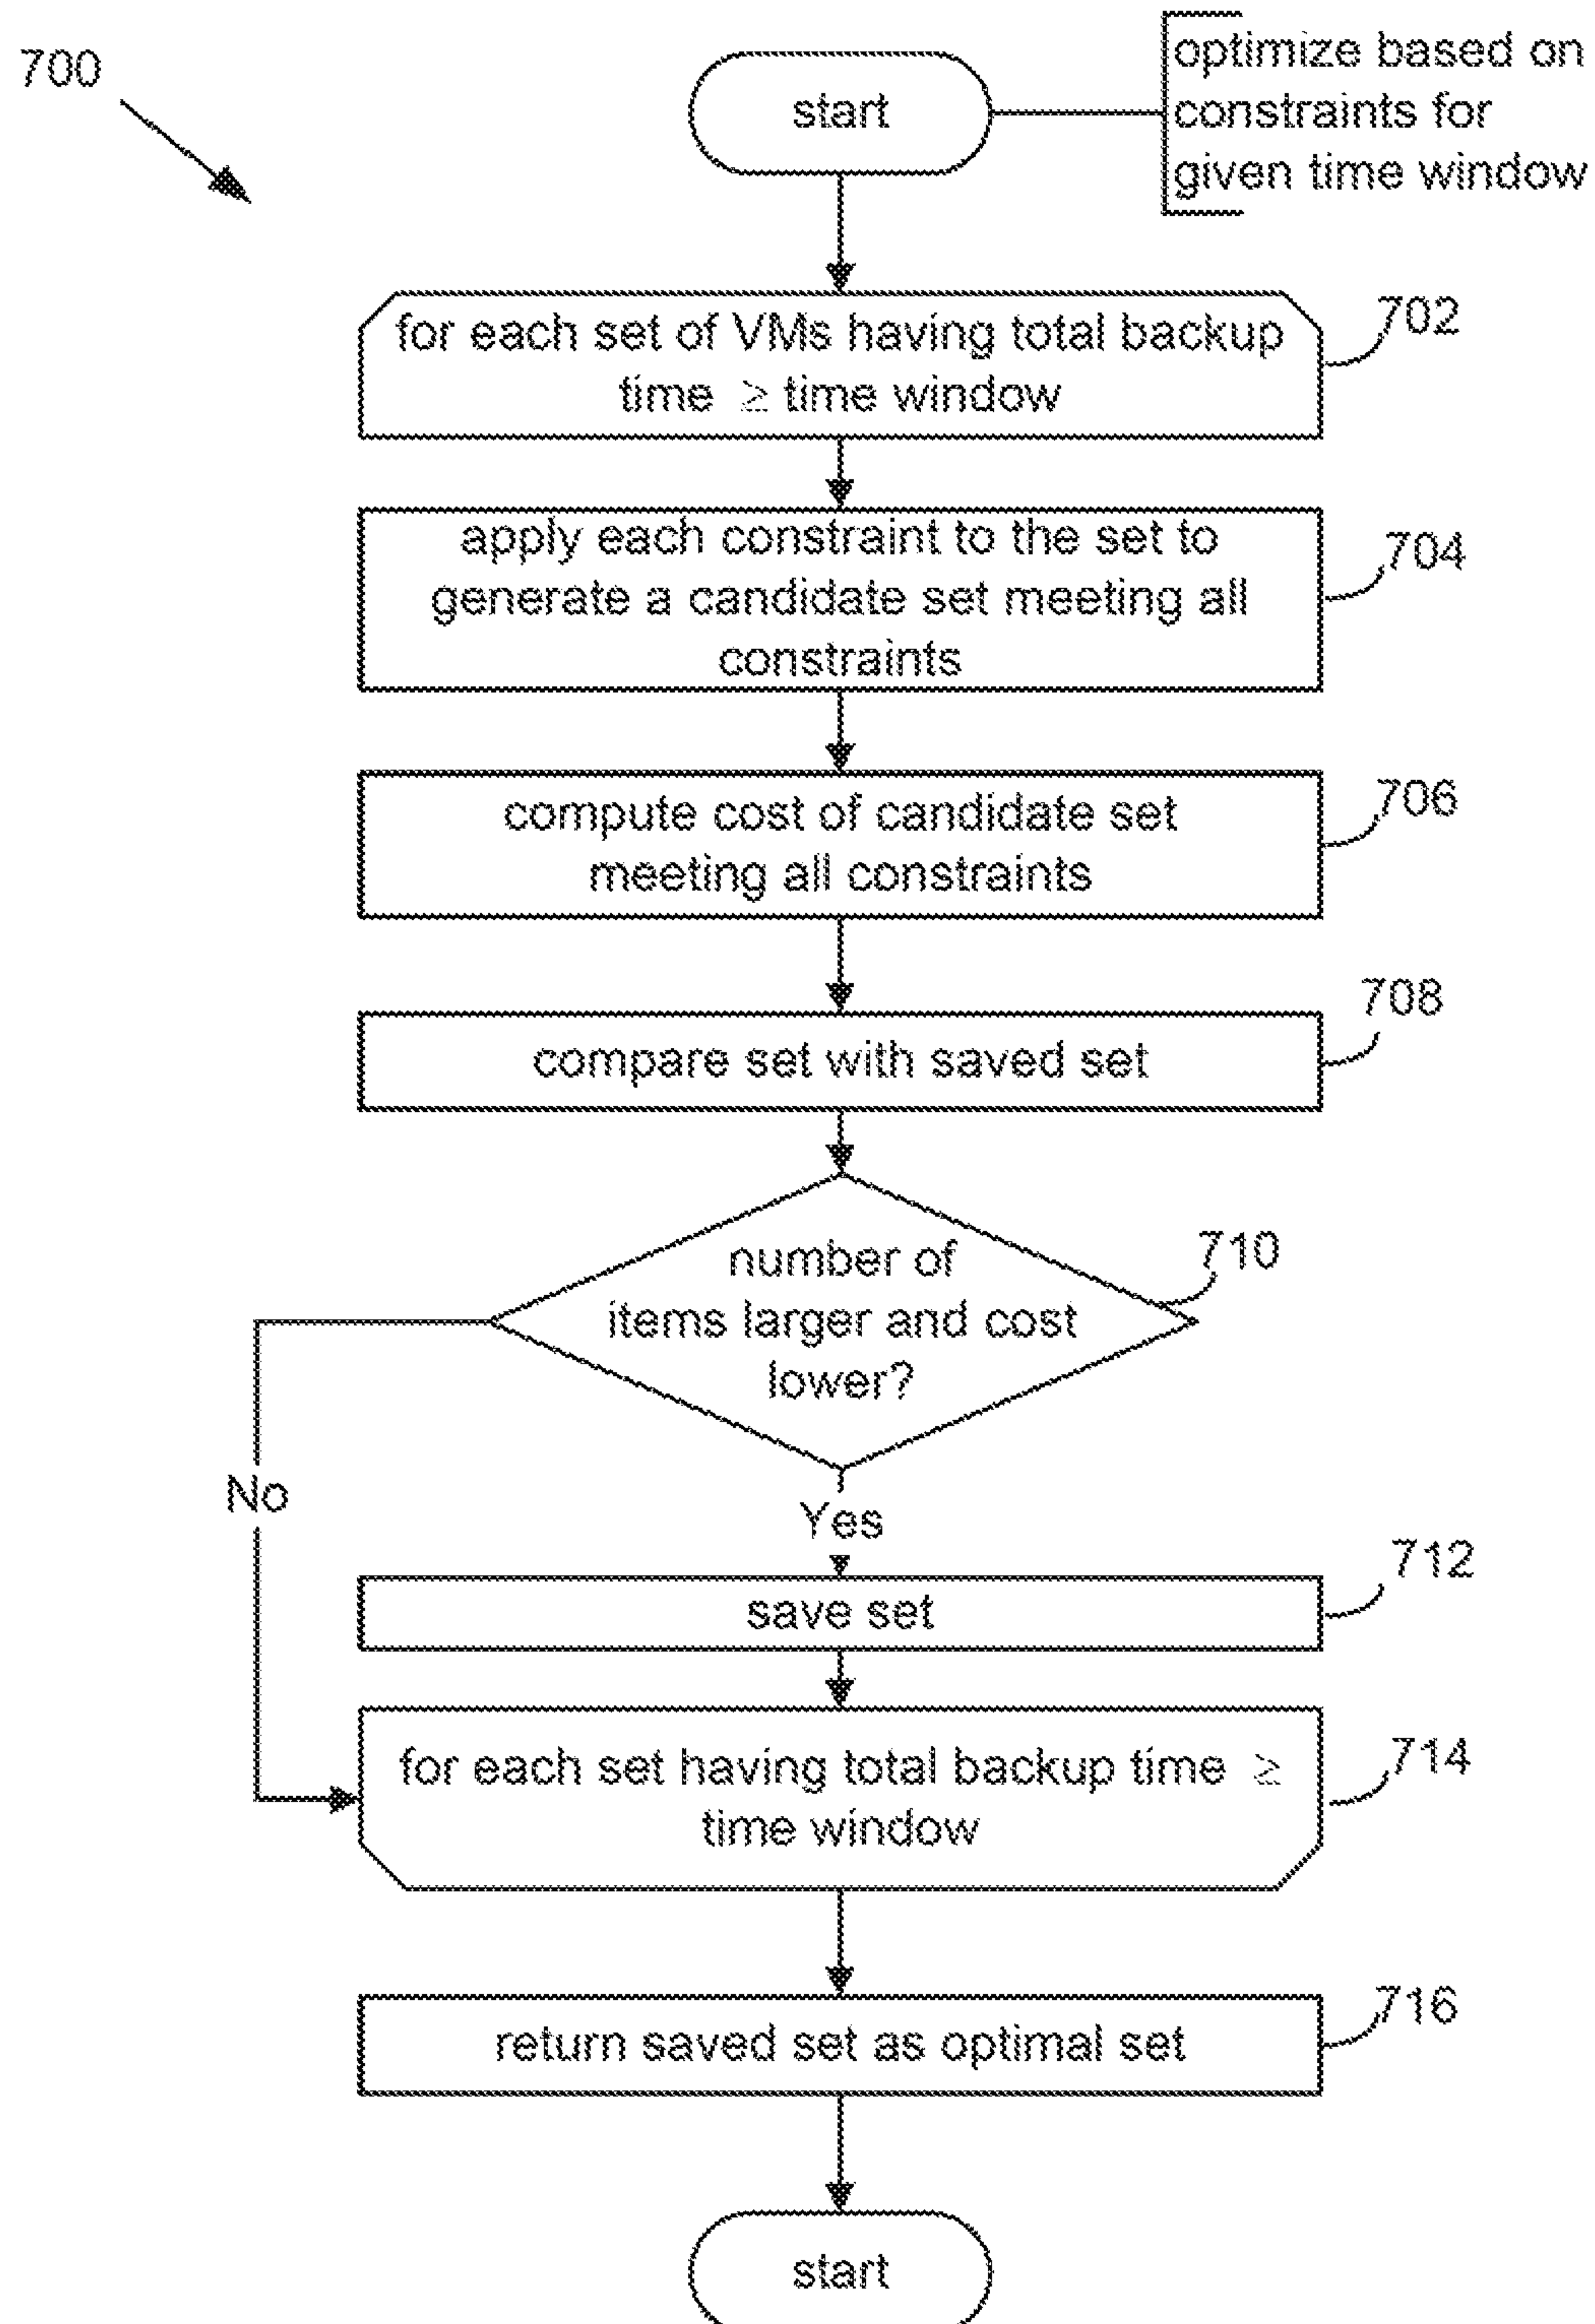 700
start
optimize based on
constraints for
given time window
for each set of VMs having total backup
time ≥ time window
702
apply each constraint to the set to
generate a candidate set meeting all
constraints
704
compute cost of candidate set
meeting all constraints
706
compare set with saved set
708
number of
items larger and cost
lower?
710
No
Yes
save set
712
for each set having total backup time ≥
time window
714
return saved set as optimal set
716
start